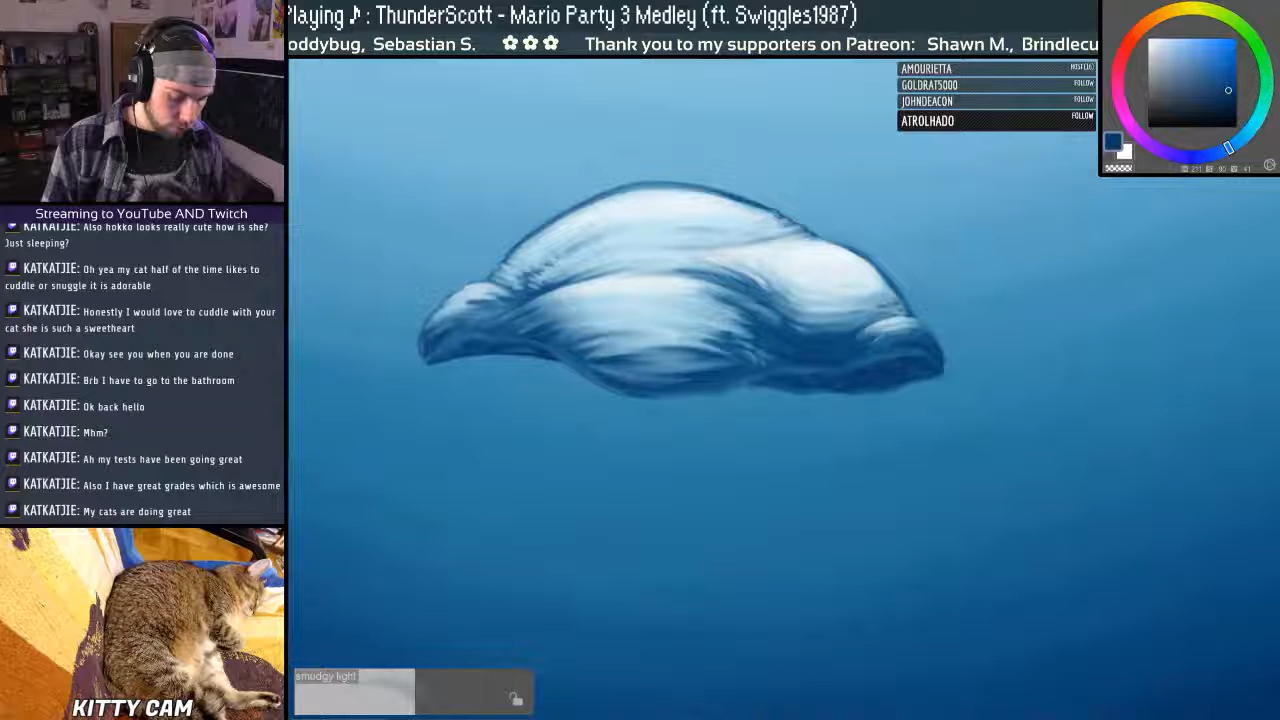 Playing ♪ : ThunderScott - Mario Party 3 Medley (ft. Swiggles1987)
oddybug, Sebastian S. ✿ ✿ ✿ Thank you to my supporters on Patreon: Shawn M., Brindlecu
AMOURIETTA HOST(16)
GOLDRAT5000 FOLLOW
JOHNDEACON FOLLOW
ATROLHADO FOLLOW
Streaming to YouTube AND Twitch
KATKATJIE: Also hokko looks really cute how is she?
Just sleeping?
KATKATJIE: Oh yea my cat half of the time likes to
cuddle or snuggle it is adorable
KATKATJIE: Honestly I would love to cuddle with your
cat she is such a sweetheart
KATKATJIE: Okay see you when you are done
KATKATJIE: Brb I have to go to the bathroom
KATKATJIE: Ok back hello
KATKATJIE: Mhm?
KATKATJIE: Ah my tests have been going great
KATKATJIE: Also I have great grades which is awesome
KATKATJIE: My cats are doing great
smudgy light
KITTY CAM